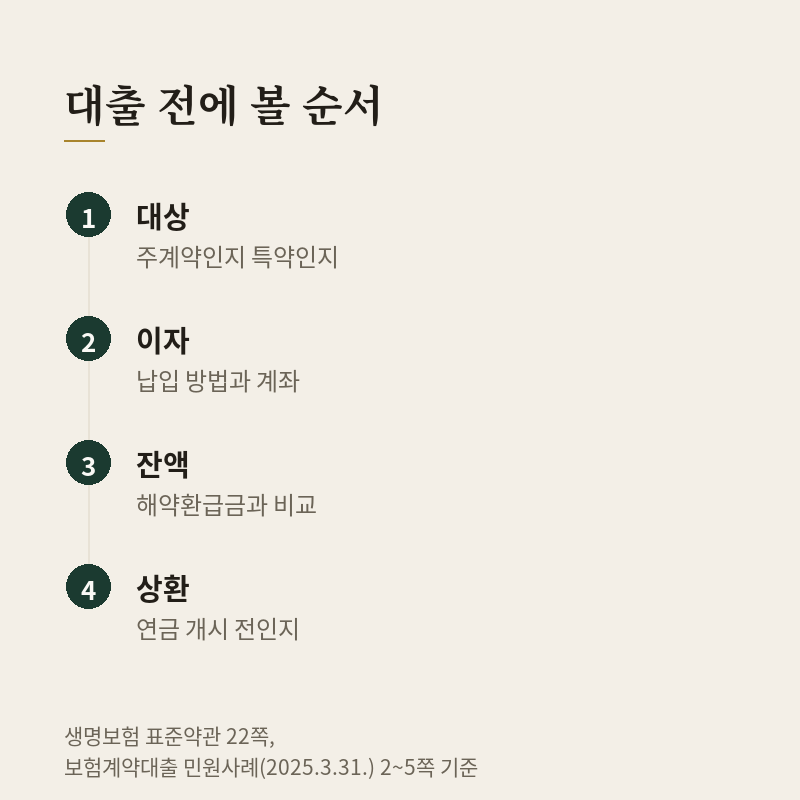 대출 전에 볼 순서
1 대상
주계약인지 특약인지
2 이자
납입 방법과 계좌
3 잔액
해약환급금과 비교
4 상환
연금 개시 전인지
생명보험 표준약관 22쪽,
보험계약대출 민원사례(2025.3.31.) 2~5쪽 기준